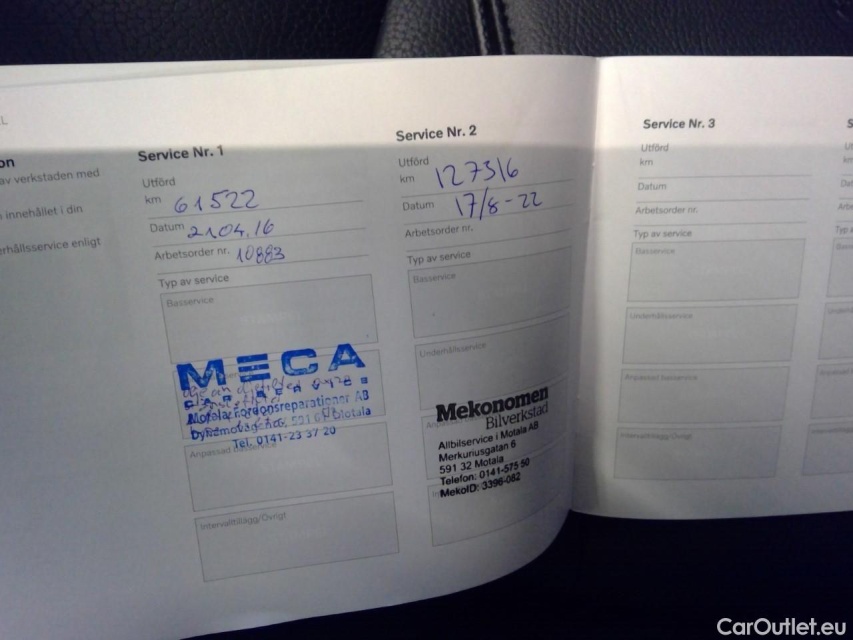 on
av verkstaden med
innehållet i din
erhållsservice enligt
Service Nr. 1
Utförd
km 61522
Datum 21.04.16
Arbetsorder nr. 10883
Typ av service
Basservice
MECA
Motala Fordonsreparationer AB
Tel. 0141-23 37 20
Anpassad basservice
Intervalltillägg/Övrigt
Service Nr. 2
Utförd
km 127316
Datum 17/8-22
Arbetsorder nr.
Typ av service
Basservice
Underhållsservice
Mekonomen
Bilverkstad
Allbilservice i Motala AB
Merkuriusgatan 6
591 32 Motala
Telefon: 0141-575 50
MekoID: 3396-062
Service Nr. 3
Utförd
km
Datum
Arbetsorder nr.
Typ av service
Basservice
Underhållsservice
Anpassad basservice
Intervalltillägg/Övrigt
CarOutlet.eu